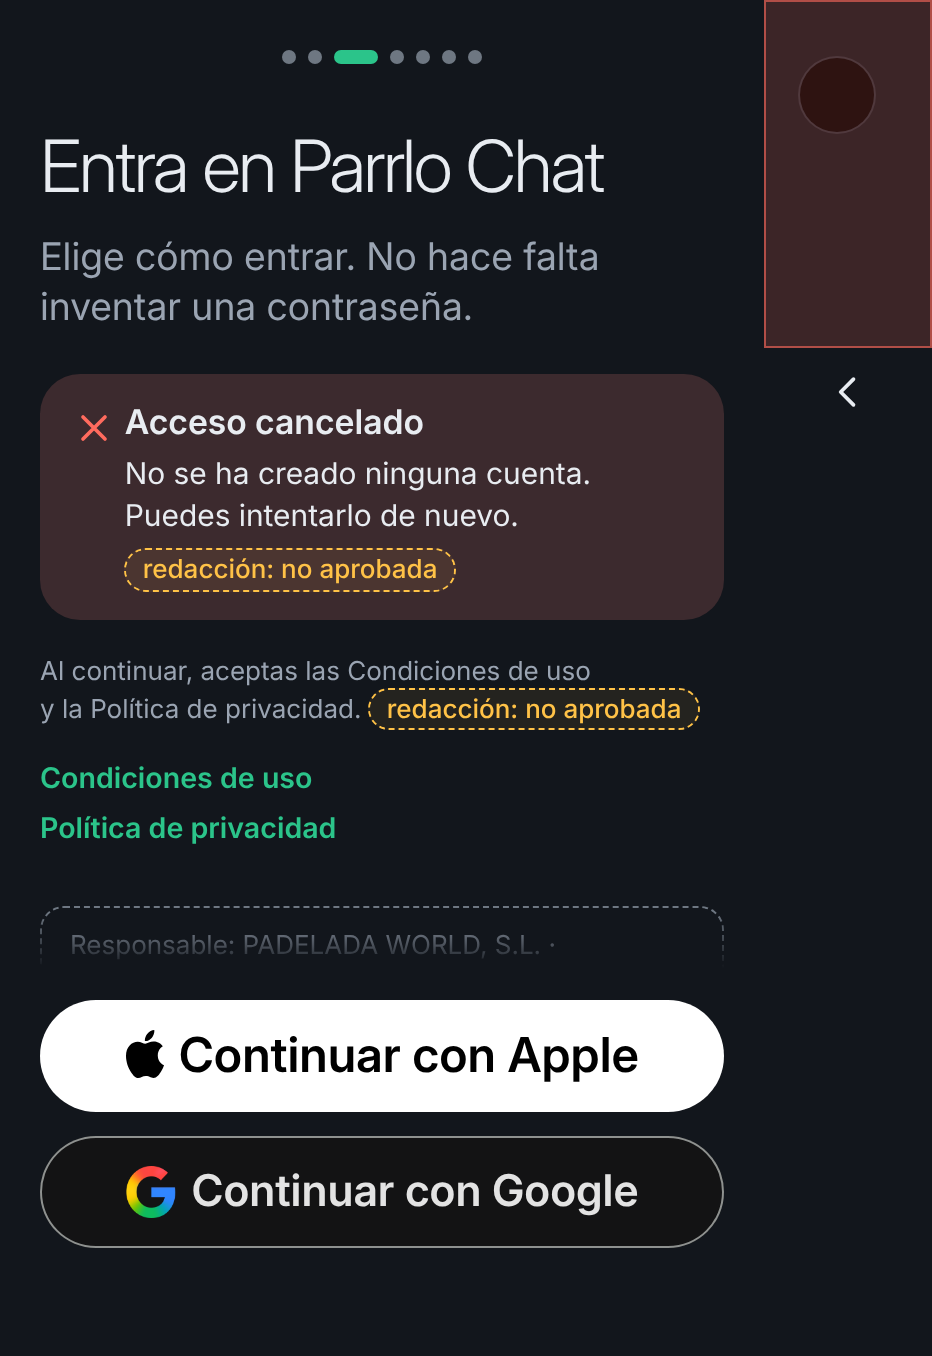 Entra en Parrlo Chat
Elige cómo entrar. No hace falta
inventar una contraseña.
Acceso cancelado
No se ha creado ninguna cuenta.
Puedes intentarlo de nuevo.
redacción: no aprobada
Al continuar, aceptas las Condiciones de uso
y la Política de privacidad. redacción: no aprobada
Condiciones de uso
Política de privacidad
Responsable: PADELADA WORLD, S.L. ·
Continuar con Apple
Continuar con Google